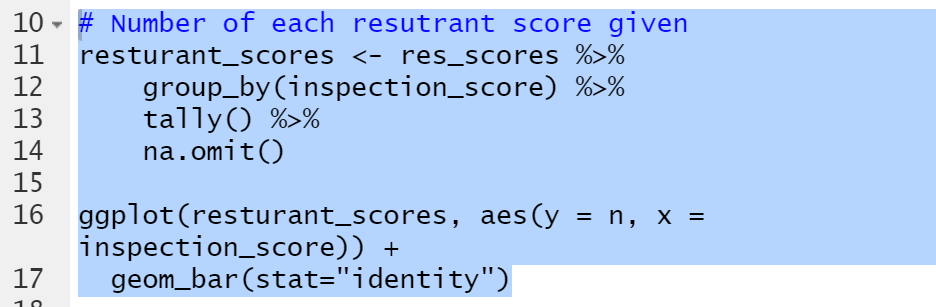 10 # Number of each resutrant score given
11 resturant_scores <- res_scores %>%
12 group_by(inspection_score) %>%
13 tally() %>%
14 na.omit()
15
16 ggplot(resturant_scores, aes(y = n, x =
inspection_score)) +
17 geom_bar(stat="identity")